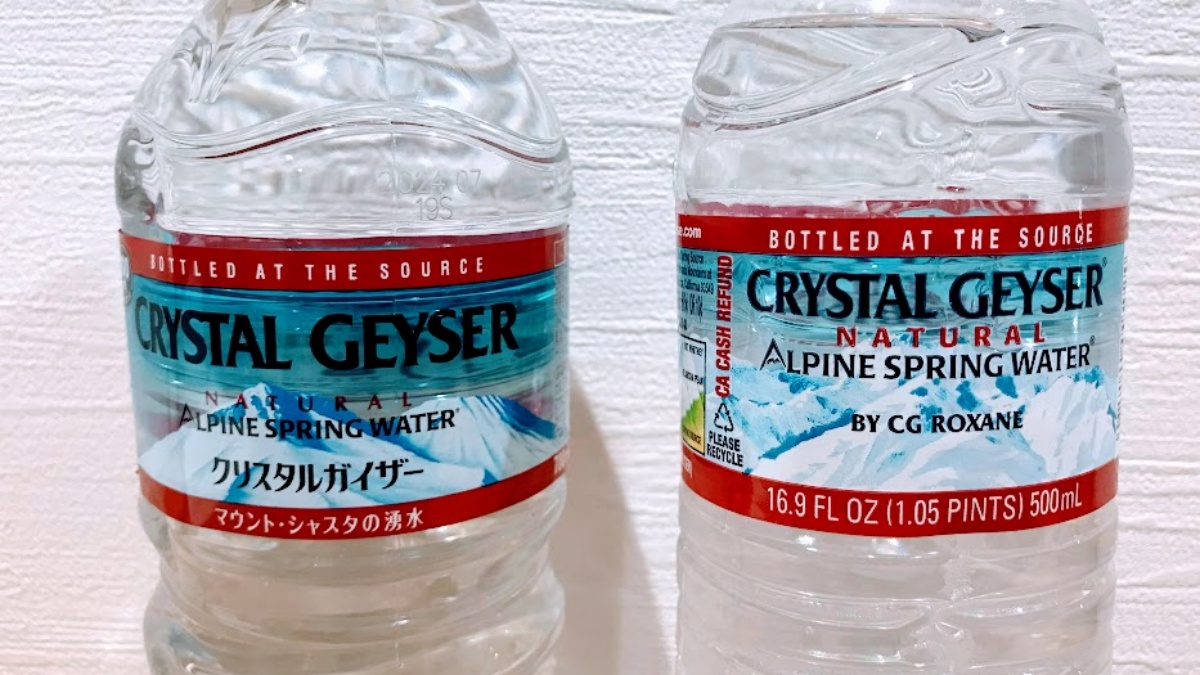 2024.07
19S
BOTTLED AT THE SOURCE
CRYSTAL GEYSER
NATURAL
ALPINE SPRING WATER
クリスタルガイザー
マウント・シャスタの湧水
BOTTLED AT THE SOURCE
CRYSTAL GEYSER®
NATURAL
ALPINE SPRING WATER®
BY CG ROXANE
16.9 FL OZ (1.05 PINTS) 500mL
.com
CA CASH REFUND
PLEASE
RECYCLE